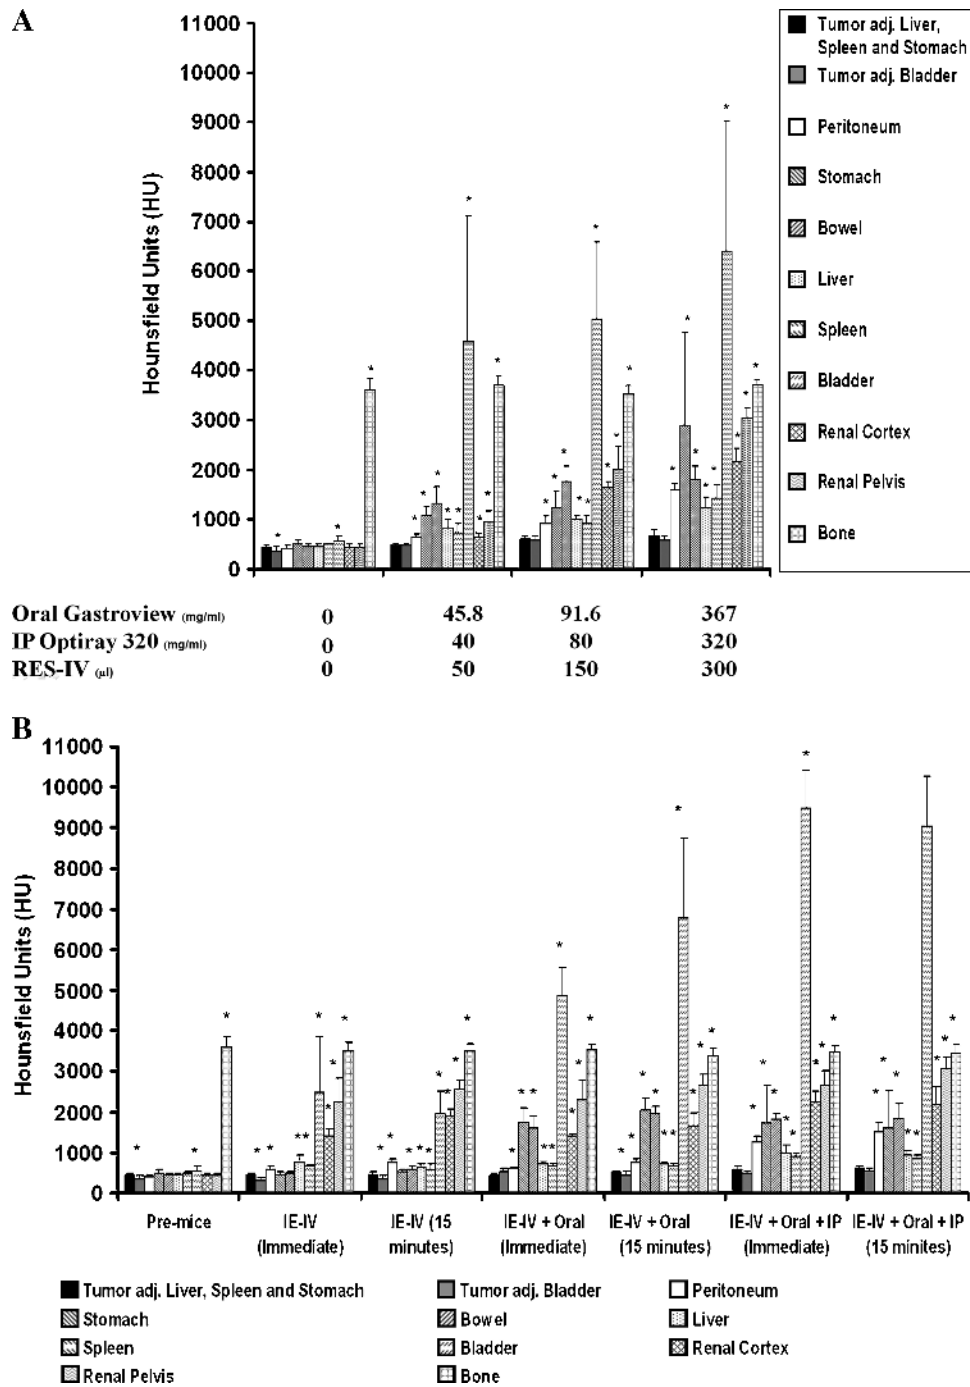 A
11000
10000
9000
8000
7000
6000
5000
4000
3000
2000
1000
0
Hounsfield Units (HU)
Tumor adj. Liver,
Spleen and Stomach
Tumor adj. Bladder
Peritoneum
Stomach
Bowel
Liver
Spleen
Bladder
Renal Cortex
Renal Pelvis
Bone
Oral Gastroview (mg/ml) 0 45.8 91.6 367
IP Optiray 320 (mg/ml) 0 40 80 320
RES-IV (µl) 0 50 150 300
B
11000
10000
9000
8000
7000
6000
5000
4000
3000
2000
1000
0
Hounsfield Units (HU)
Pre-mice
IE-IV
(Immediate)
IE-IV (15
minutes)
IE-IV + Oral
(Immediate)
IE-IV + Oral
(15 minutes)
IE-IV + Oral + IP
(Immediate)
IE-IV + Oral + IP
(15 minites)
Tumor adj. Liver, Spleen and Stomach Tumor adj. Bladder Peritoneum
Stomach Bowel Liver
Spleen Bladder Renal Cortex
Renal Pelvis Bone